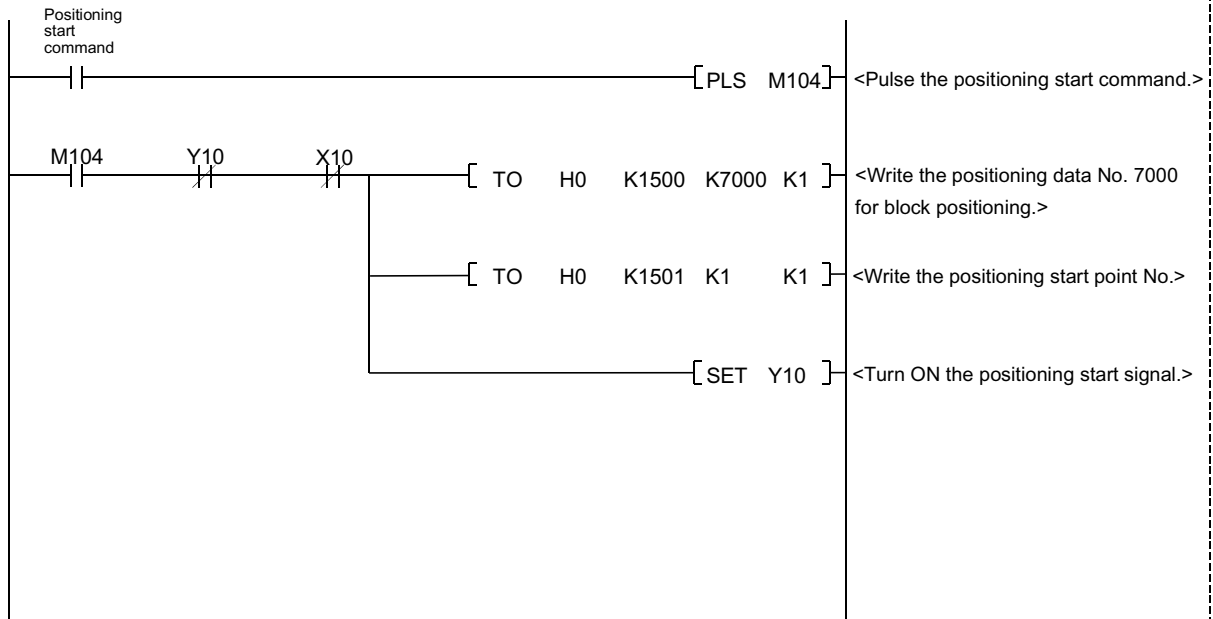 Positioning
start
command
PLS M104 <Pulse the positioning start command.>
M104 Y10 X10
TO H0 K1500 K7000 K1 <Write the positioning data No. 7000
for block positioning.>
TO H0 K1501 K1 K1 <Write the positioning start point No.>
SET Y10 <Turn ON the positioning start signal.>